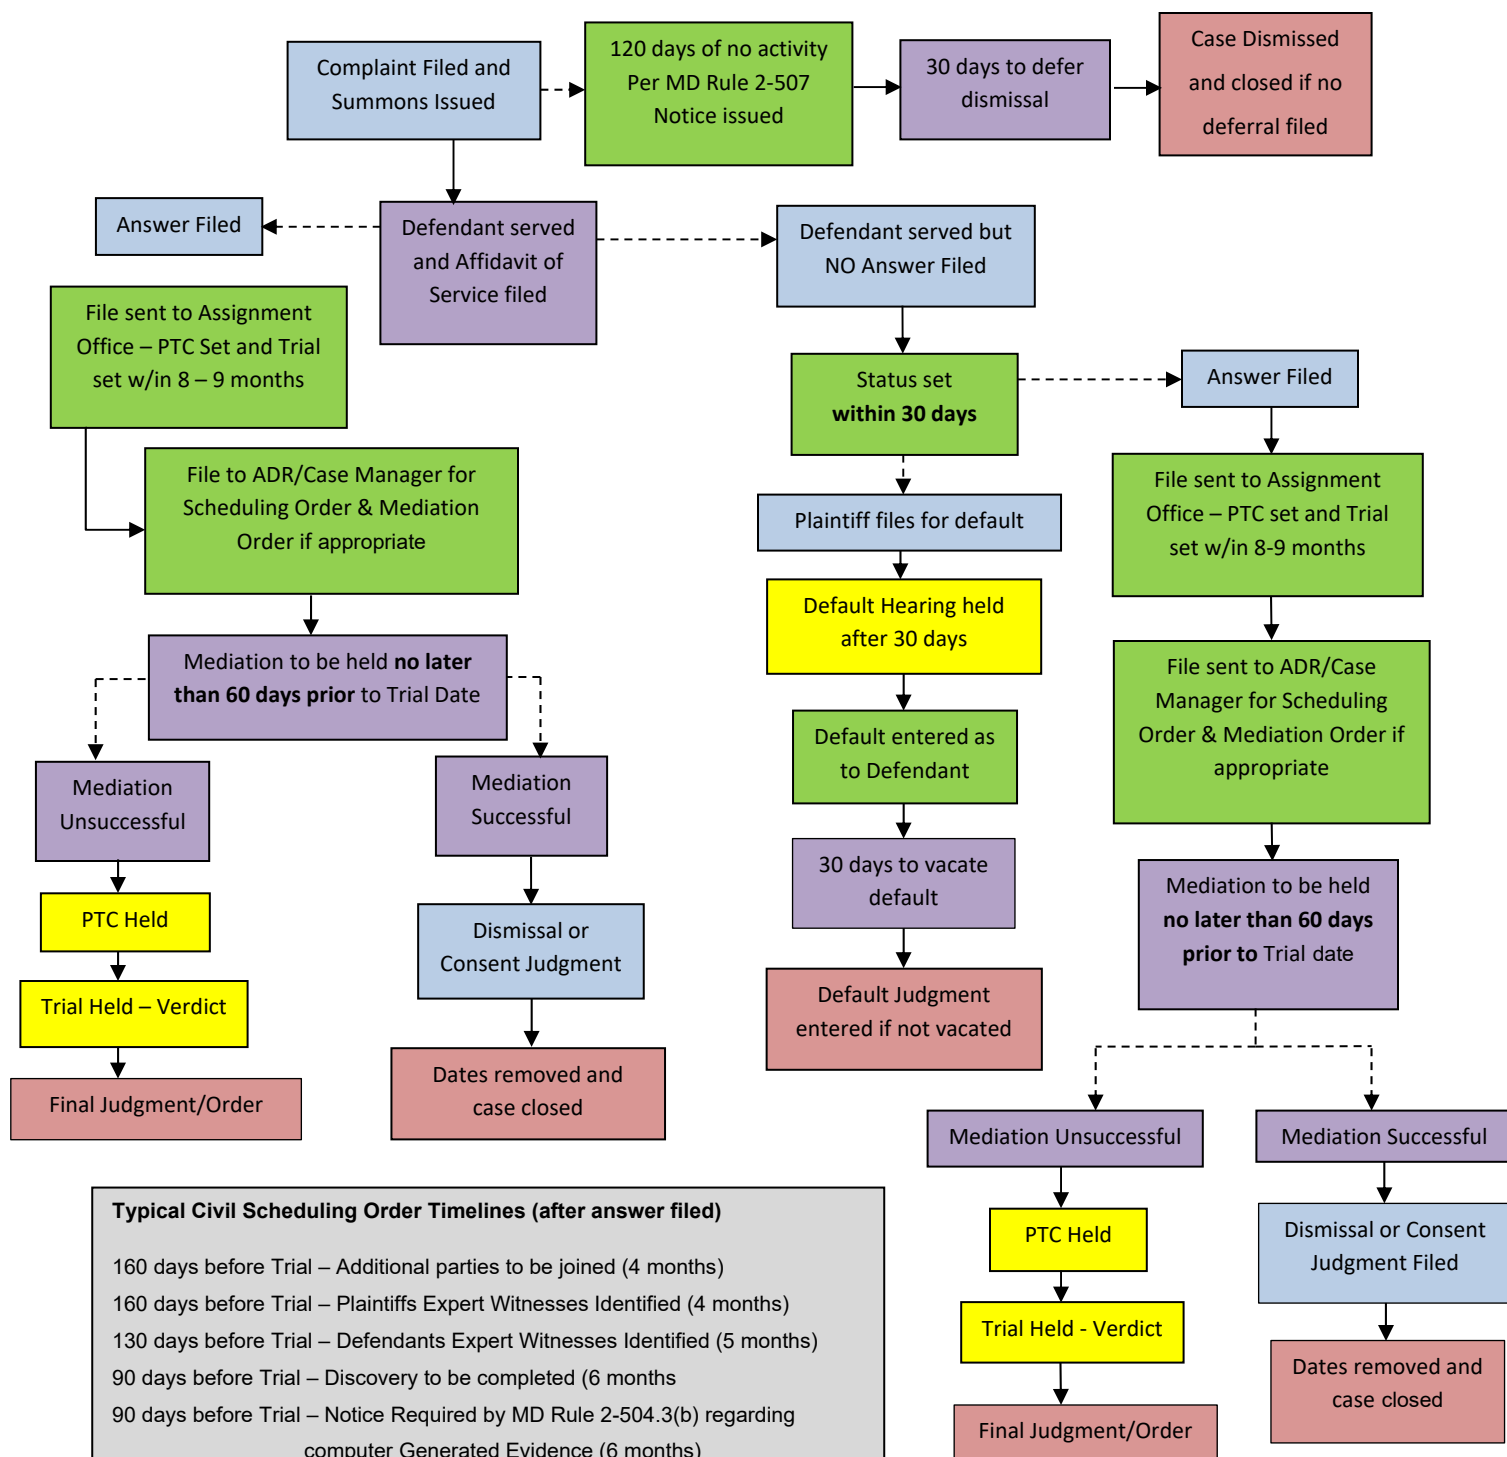 Complaint Filed and
Summons Issued
120 days of no activity
Per MD Rule 2-507
Notice issued
30 days to defer
dismissal
Case Dismissed
and closed if no
deferral filed
Answer Filed
Defendant served
and Affidavit of
Service filed
Defendant served but
NO Answer Filed
File sent to Assignment
Office – PTC Set and Trial
set w/in 8 – 9 months
Status set
within 30 days
Answer Filed
File to ADR/Case Manager for
Scheduling Order & Mediation
Order if appropriate
Plaintiff files for default
File sent to Assignment
Office – PTC set and Trial
set w/in 8-9 months
Default Hearing held
after 30 days
Mediation to be held no later
than 60 days prior to Trial Date
File sent to ADR/Case
Manager for Scheduling
Order & Mediation Order if
appropriate
Default entered as
to Defendant
Mediation
Unsuccessful
Mediation
Successful
30 days to vacate
default
Mediation to be held
no later than 60 days
prior to Trial date
PTC Held
Dismissal or
Consent Judgment
Trial Held – Verdict
Default Judgment
entered if not vacated
Final Judgment/Order
Dates removed and
case closed
Mediation Unsuccessful
Mediation Successful
PTC Held
Dismissal or Consent
Judgment Filed
Trial Held - Verdict
Dates removed and
case closed
Final Judgment/Order
Typical Civil Scheduling Order Timelines (after answer filed)
160 days before Trial – Additional parties to be joined (4 months)
160 days before Trial – Plaintiffs Expert Witnesses Identified (4 months)
130 days before Trial – Defendants Expert Witnesses Identified (5 months)
90 days before Trial – Discovery to be completed (6 months
90 days before Trial – Notice Required by MD Rule 2-504.3(b) regarding
computer Generated Evidence (6 months)